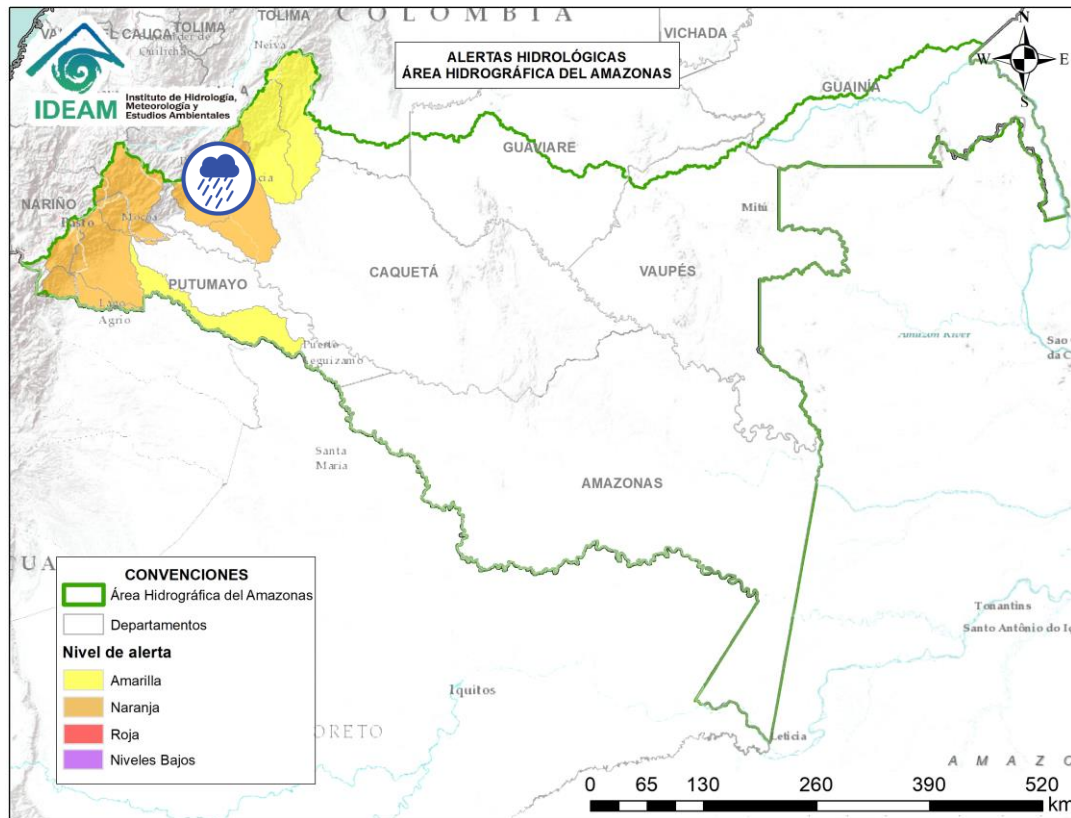 COLOMBIA
TOLIMA
TOLIMA
CAUCA
Neiva
VICHADA
N
W
E
S
ALERTAS HIDROLÓGICAS
ÁREA HIDROGRÁFICA DEL AMAZONAS
IDEAM
Instituto de Hidrología,
Meteorología y
Estudios Ambientales
GUAINÍA
GUAVIARE
NARIÑO
Pasto
Mocoa
Mitú
CAQUETÁ
VAUPÉS
PUTUMAYO
Lago
Agrio
Amazon River
Puerto
Leguizamo
Santa
Maria
AMAZONAS
CONVENCIONES
Área Hidrográfica del Amazonas
Departamentos
Nivel de alerta
Amarilla
Naranja
Roja
Niveles Bajos
Tonantins
Santo Antônio do
Iquitos
Leticia
0 65 130 260 390 520
km